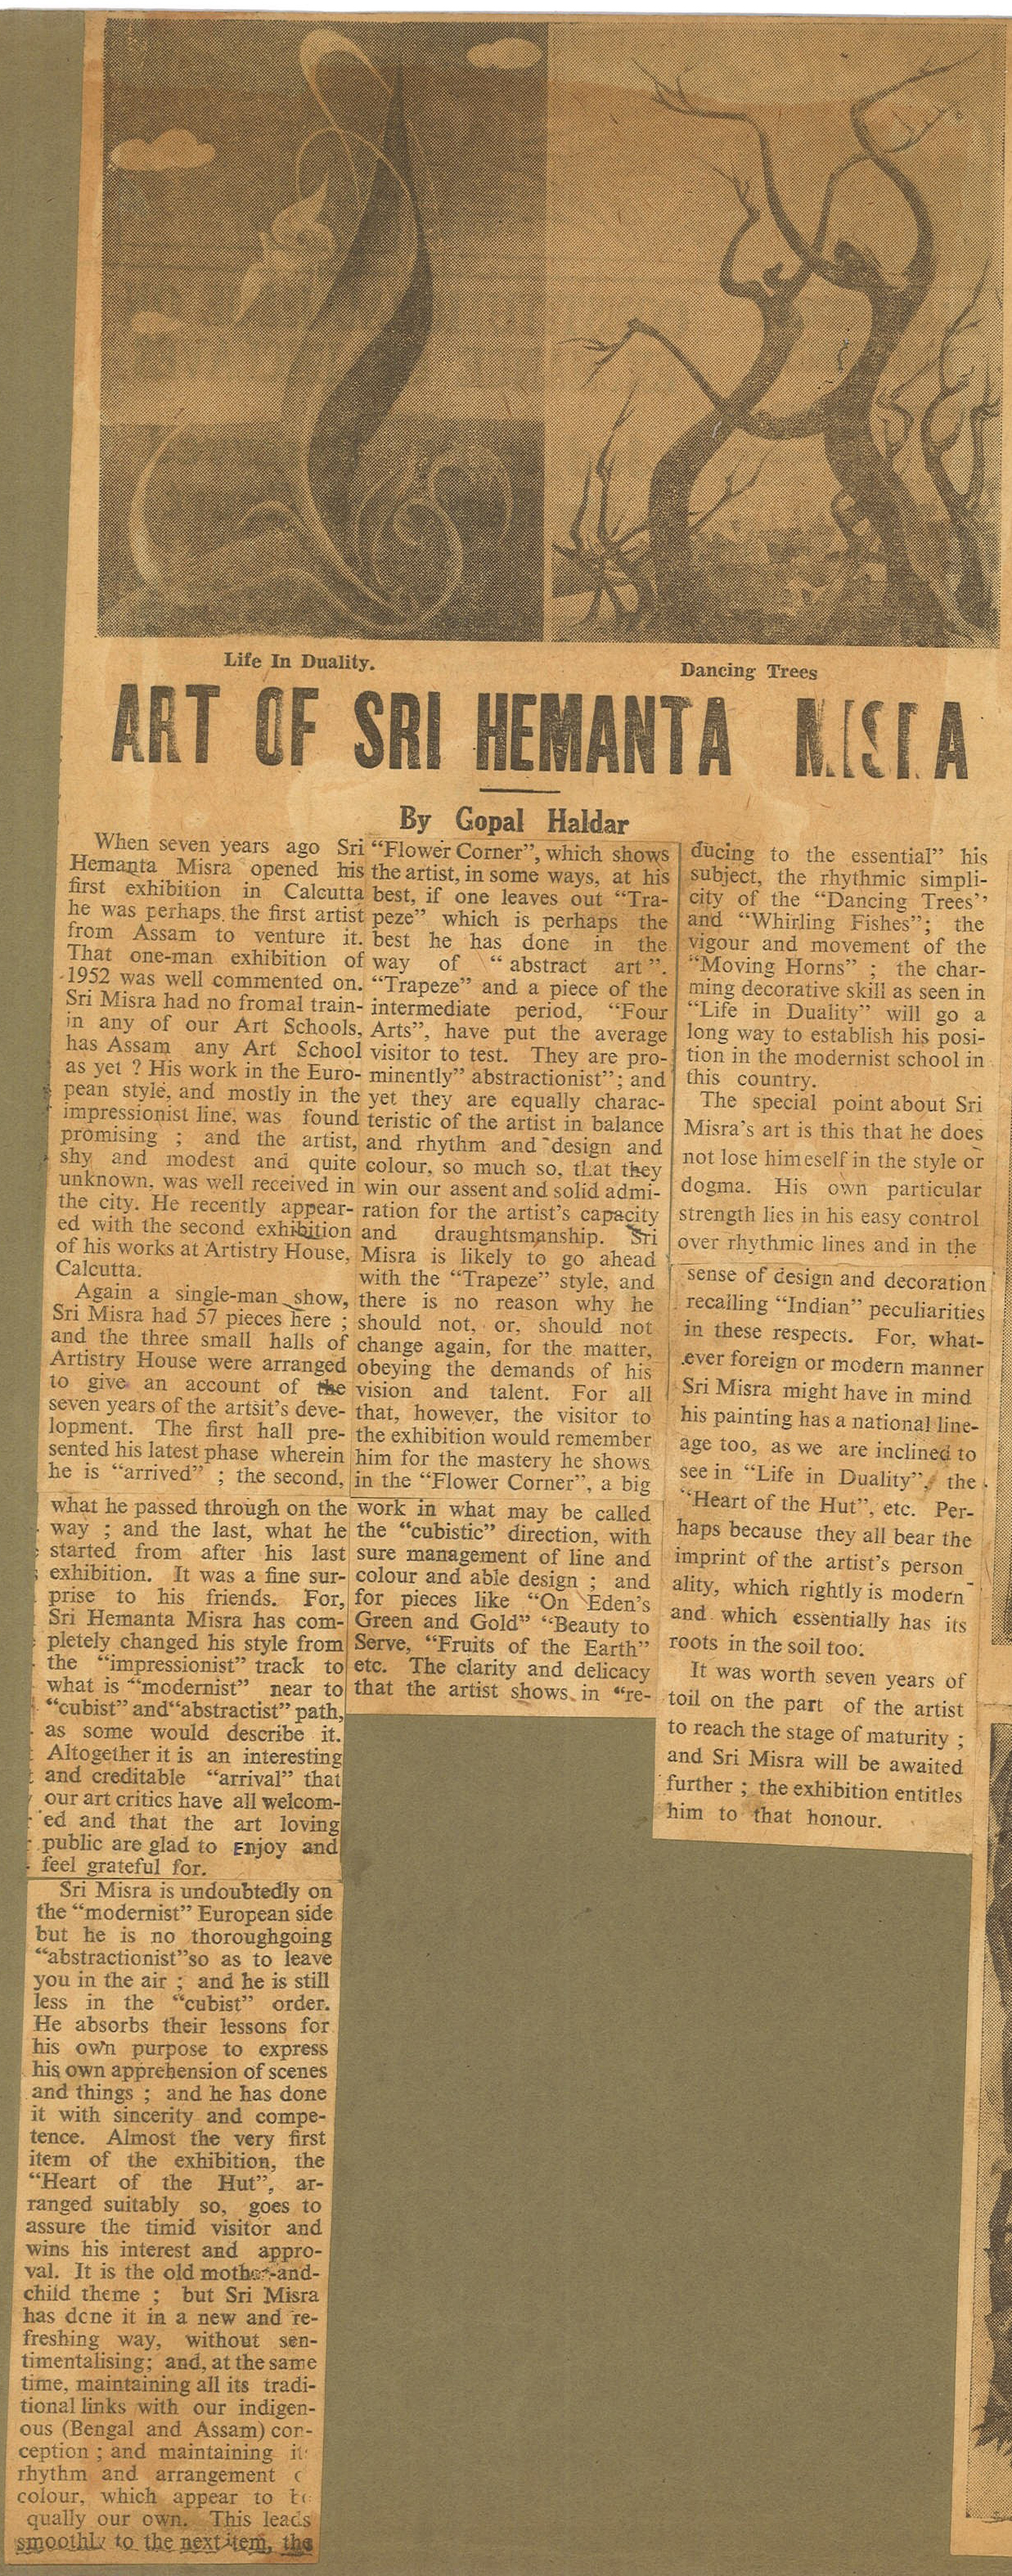 Life In Duality.
Dancing Trees
ART OF SRI HEMANTA MISRA
By Gopal Haldar
When seven years ago Sri
Hemanta Misra opened his
first exhibition in Calcutta
he was perhaps the first artist
from Assam to venture it.
That one-man exhibition of
1952 was well commented on.
Sri Misra had no fromal train-
in any of our Art Schools,
has Assam any Art School
as yet ? His work in the Euro-
pean style, and mostly in the
impressionist line, was found
promising ; and the artist,
shy and modest and quite
unknown, was well received in
the city. He recently appear-
ed with the second exhibition
of his works at Artistry House,
Calcutta.
Again a single-man show,
Sri Misra had 57 pieces here ;
and the three small halls of
Artistry House were arranged
to give an account of the
seven years of the artsit's deve-
lopment. The first hall pre-
sented his latest phase wherein
he is "arrived" ; the second,
what he passed through on the
way ; and the last, what he
started from after his last
exhibition. It was a fine sur-
prise to his friends. For,
Sri Hemanta Misra has com-
pletely changed his style from
the "impressionist" track to
what is "modernist" near to
"cubist" and "abstractist" path,
as some would describe it.
Altogether it is an interesting
and creditable "arrival" that
our art critics have all welcom-
ed and that the art loving
public are glad to Enjoy and
feel grateful for.
Sri Misra is undoubtedly on
the "modernist" European side
but he is no thoroughgoing
"abstractionist"so as to leave
you in the air ; and he is still
less in the "cubist" order.
He absorbs their lessons for
his own purpose to express
his own apprehension of scenes
and things ; and he has done
it with sincerity and compe-
tence. Almost the very first
item of the exhibition, the
"Heart of the Hut", ar-
ranged suitably so, goes to
assure the timid visitor and
wins his interest and appro-
val. It is the old mother-and-
child theme ; but Sri Misra
has done it in a new and re-
freshing way, without sen-
timentalising; and, at the same
time, maintaining all its tradi-
tional links with our indigen-
ous (Bengal and Assam) con-
ception ; and maintaining its
rhythm and arrangement
colour, which appear to be
qually our own. This leads
smoothly to the next item, the
"Flower Corner", which shows
the artist, in some ways, at his
best, if one leaves out "Tra-
peze" which is perhaps the
best he has done in the
way of "abstract art".
"Trapeze" and a piece of the
intermediate period, "Four
Arts", have put the average
visitor to test. They are pro-
minently" abstractionist"; and
yet they are equally charac-
teristic of the artist in balance
and rhythm and design and
colour, so much so, that they
win our assent and solid admi-
ration for the artist's capacity
and draughtsmanship. Sri
Misra is likely to go ahead
with the "Trapeze" style, and
there is no reason why he
should not, or, should not
change again, for the matter,
obeying the demands of his
vision and talent. For all
that, however, the visitor to
the exhibition would remember
him for the mastery he shows
in the "Flower Corner", a big
work in what may be called
the "cubistic" direction, with
sure management of line and
colour and able design ; and
for pieces like "On Eden's
Green and Gold" "Beauty to
Serve, "Fruits of the Earth"
etc. The clarity and delicacy
that the artist shows in "re-
ducing to the essential" his
subject, the rhythmic simpli-
city of the "Dancing Trees"
and "Whirling Fishes"; the
vigour and movement of the
"Moving Horns" ; the char-
ming decorative skill as seen in
"Life in Duality" will go a
long way to establish his posi-
tion in the modernist school in
this country.
The special point about Sri
Misra's art is this that he does
not lose himeself in the style or
dogma. His own particular
strength lies in his easy control
over rhythmic lines and in the
sense of design and decoration
recailing "Indian" peculiarities
in these respects. For, what-
ever foreign or modern manner
Sri Misra might have in mind
his painting has a national line-
age too, as we are inclined to
see in "Life in Duality", the
"Heart of the Hut", etc. Per-
haps because they all bear the
imprint of the artist's person
ality, which rightly is modern
and which essentially has its
roots in the soil too.
It was worth seven years of
toil on the part of the artist
to reach the stage of maturity ;
and Sri Misra will be awaited
further ; the exhibition entitles
him to that honour.